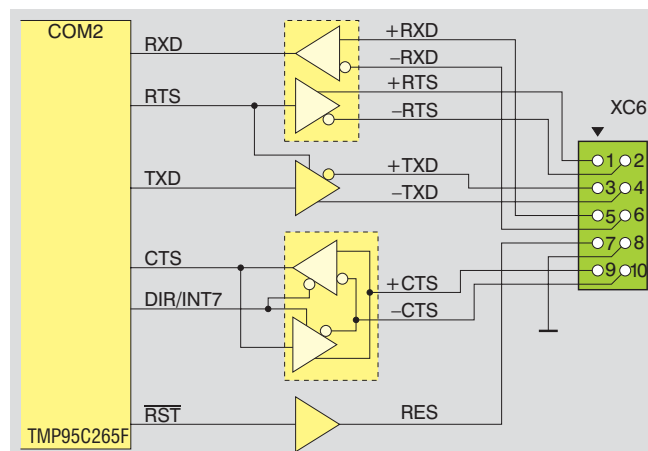 COM2
RXD
+RXD
−RXD
RTS
+RTS
−RTS
XC6
1 2
TXD
+TXD
−TXD
3 4
5 6
7 8
9 10
CTS
+CTS
DIR/INT7
−CTS
RST
RES
TMP95C265F